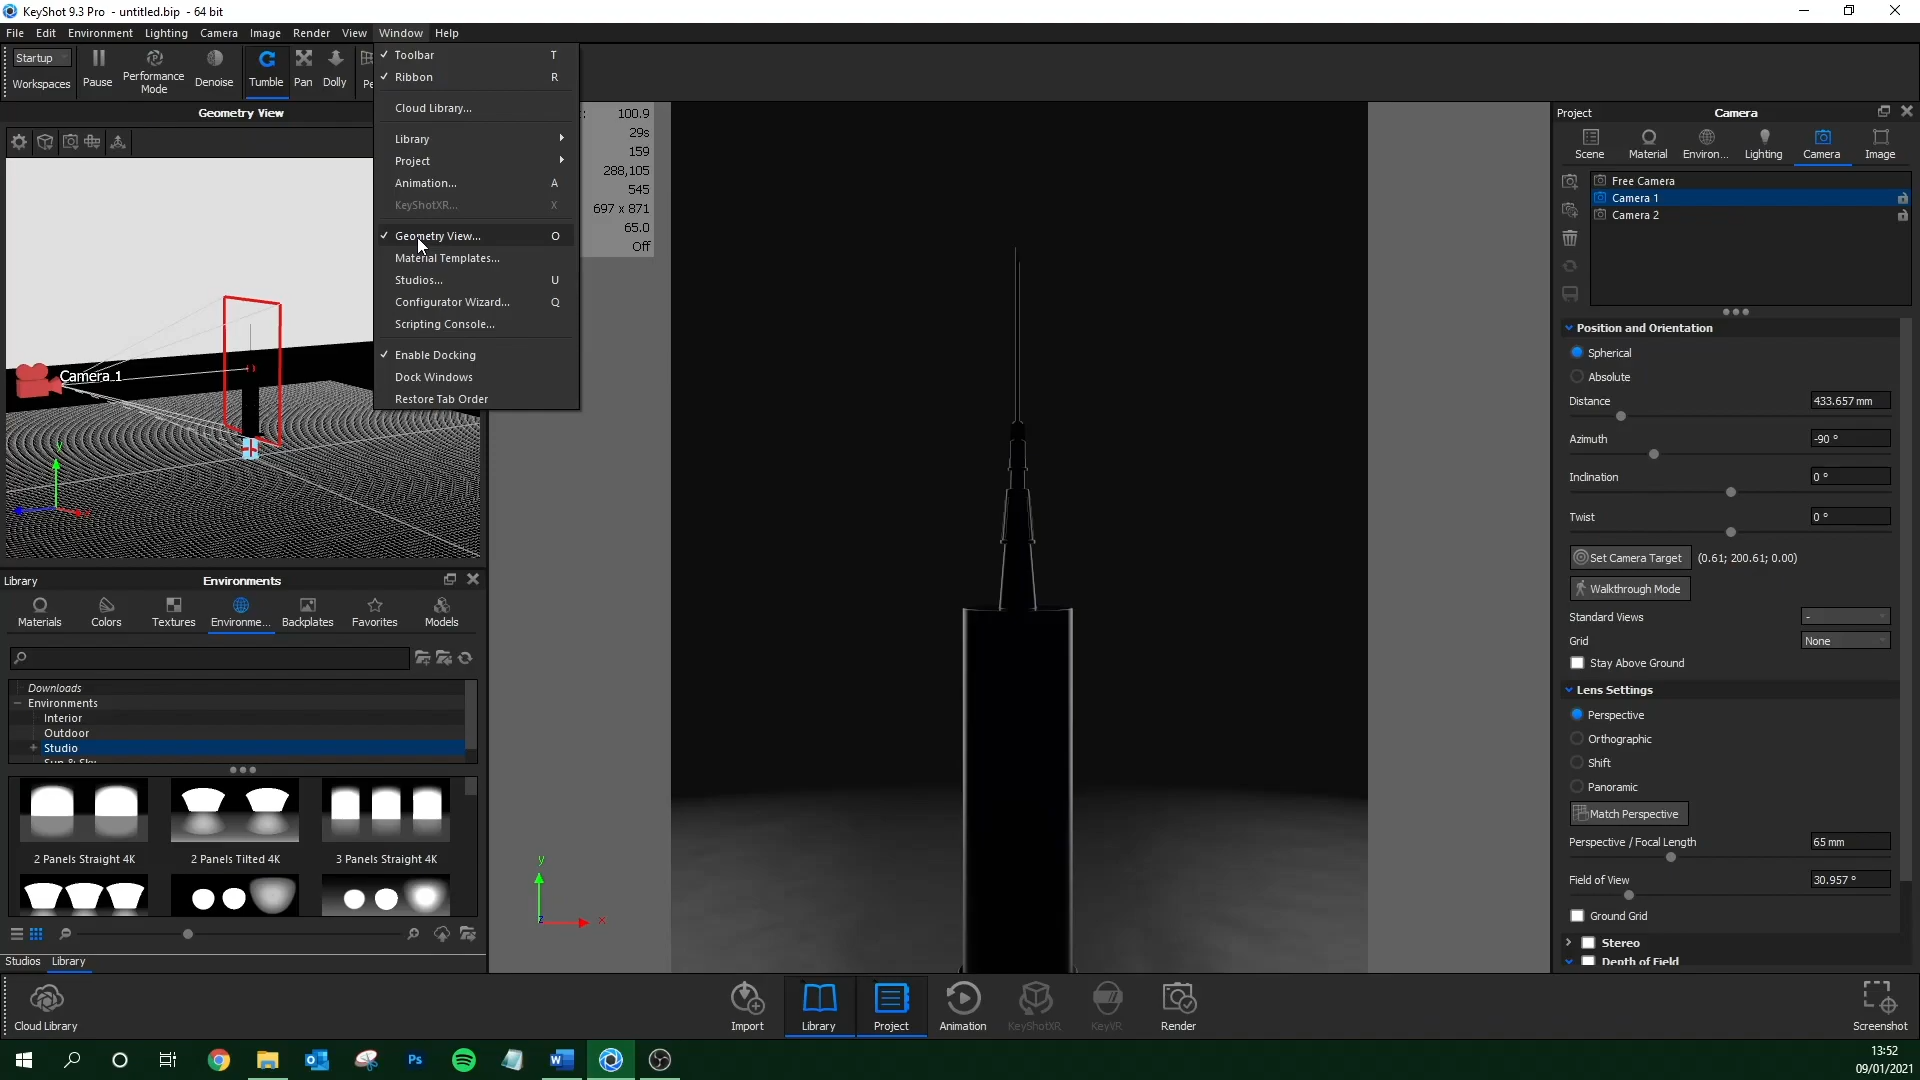 KeyShot 9.3 Pro - untitled.bip - 64 bit
File Edit Environment Lighting Camera Image Render View Window Help
Startup
Workspaces
Pause
Performance Mode
Denoise
Tumble
Pan
Dolly
Toolbar T
Ribbon R
Cloud Library...
Library
Project
Animation... A
KeyShotXR... X
Geometry View... O
Material Templates...
Studios... U
Configurator Wizard... Q
Scripting Console...
Enable Docking
Dock Windows
Restore Tab Order
Geometry View
Camera 1
y
100.9
29s
159
288,105
545
697 x 871
65.0
Off
y
z
x
Library Environments
Materials Colors Textures Environme... Backplates Favorites Models
Downloads
Environments
Interior
Outdoor
Studio
Sun & Sky
2 Panels Straight 4K
2 Panels Tilted 4K
3 Panels Straight 4K
Studios Library
Project Camera
Scene Material Environ... Lighting Camera Image
Free Camera
Camera 1
Camera 2
Position and Orientation
Spherical
Absolute
Distance 433.657 mm
Azimuth -90 °
Inclination 0 °
Twist 0 °
Set Camera Target (0.61; 200.61; 0.00)
Walkthrough Mode
Standard Views -
Grid None
Stay Above Ground
Lens Settings
Perspective
Orthographic
Shift
Panoramic
Match Perspective
Perspective / Focal Length 65 mm
Field of View 30.957 °
Ground Grid
Stereo
Depth of Field
Cloud Library
Import
Library
Project
Animation
KeyShotXR
KeyVR
Render
Screenshot
Ps
13:52
09/01/2021